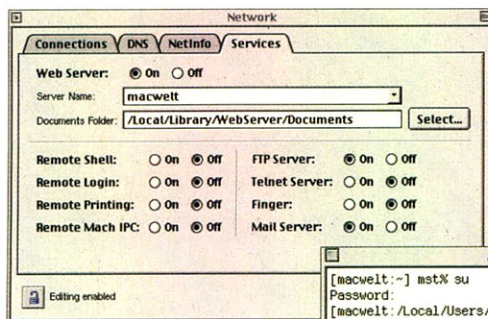 Network
Connections DNS NetInfo Services
Web Server: On Off
Server Name: macwelt
Documents Folder: /Local/Library/WebServer/Documents Select...
Remote Shell: On Off FTP Server: On Off
Remote Login: On Off Telnet Server: On Off
Remote Printing: On Off Finger: On Off
Remote Mach IPC: On Off Mail Server: On Off
Editing enabled
[macwelt:~] mst% su
Password:
[macwelt:/Local/Users/